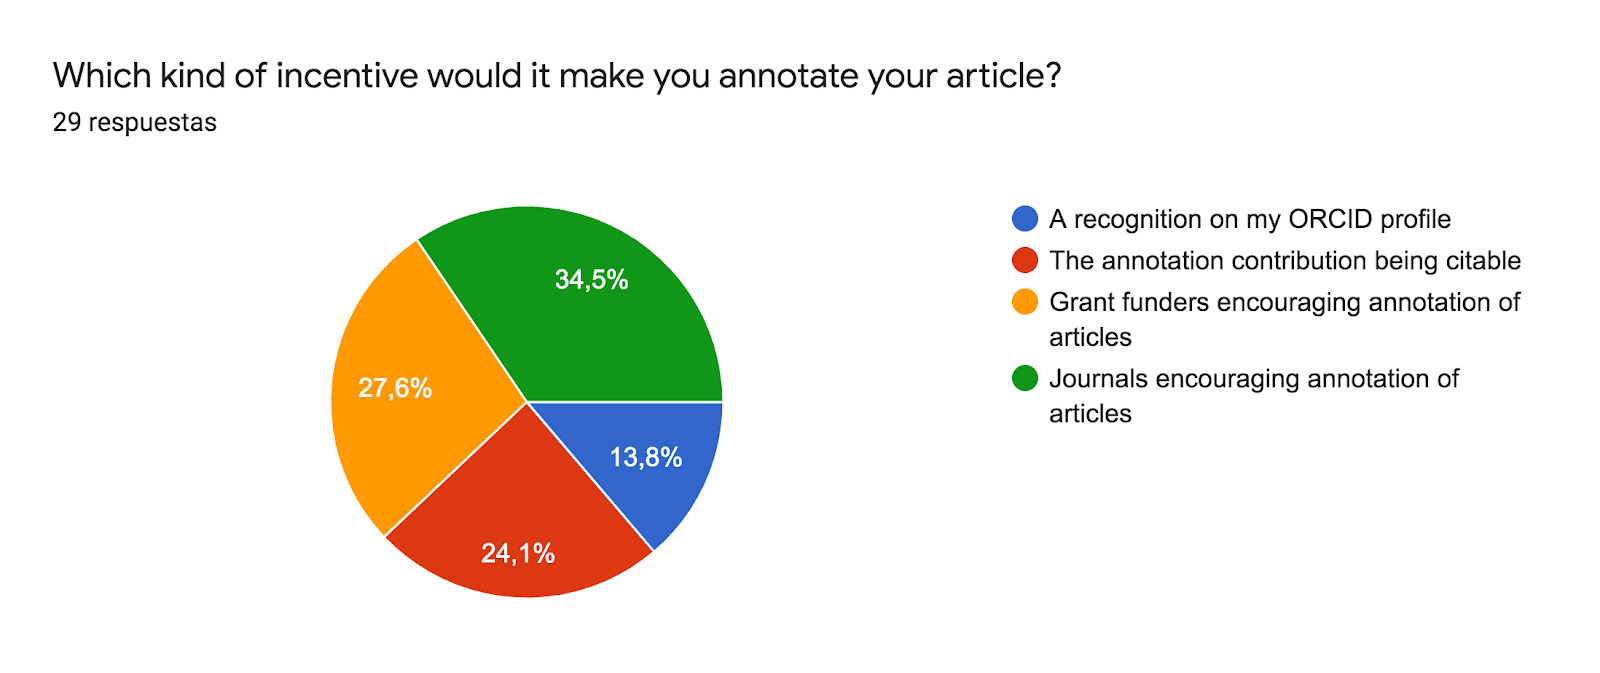 Which kind of incentive would it make you annotate your article?
29 respuestas
34,5%
27,6%
13,8%
24,1%
A recognition on my ORCID profile
The annotation contribution being citable
Grant funders encouraging annotation of
articles
Journals encouraging annotation of
articles